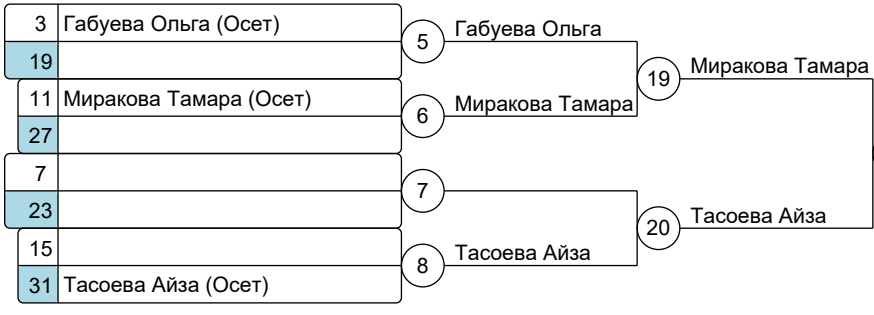 3 Габуева Ольга (Осет)
19
5
Габуева Ольга
11 Миракова Тамара (Осет)
27
6
Миракова Тамара
19
Миракова Тамара
7
23
7
15
31 Тасоева Айза (Осет)
8
Тасоева Айза
20
Тасоева Айза